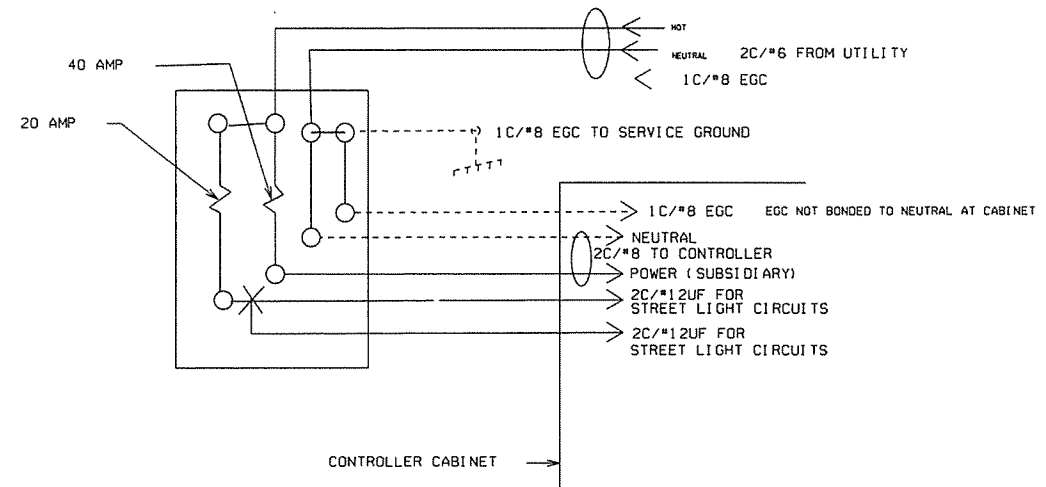 HOT
NEUTRAL 2C/#6 FROM UTILITY
1C/#8 EGC
40 AMP
20 AMP
1C/#8 EGC TO SERVICE GROUND
1C/#8 EGC EGC NOT BONDED TO NEUTRAL AT CABINET
NEUTRAL
2C/#8 TO CONTROLLER
POWER (SUBSIDIARY)
2C/#12UF FOR
STREET LIGHT CIRCUITS
2C/#12UF FOR
STREET LIGHT CIRCUITS
CONTROLLER CABINET